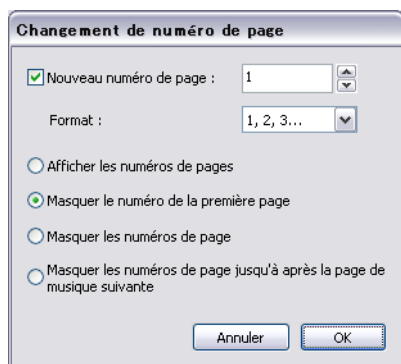 Changement de numéro de page
Nouveau numéro de page : 1
Format : 1, 2, 3...
Afficher les numéros de pages
Masquer le numéro de la première page
Masquer les numéros de page
Masquer les numéros de page jusqu'à après la page de
musique suivante
Annuler OK